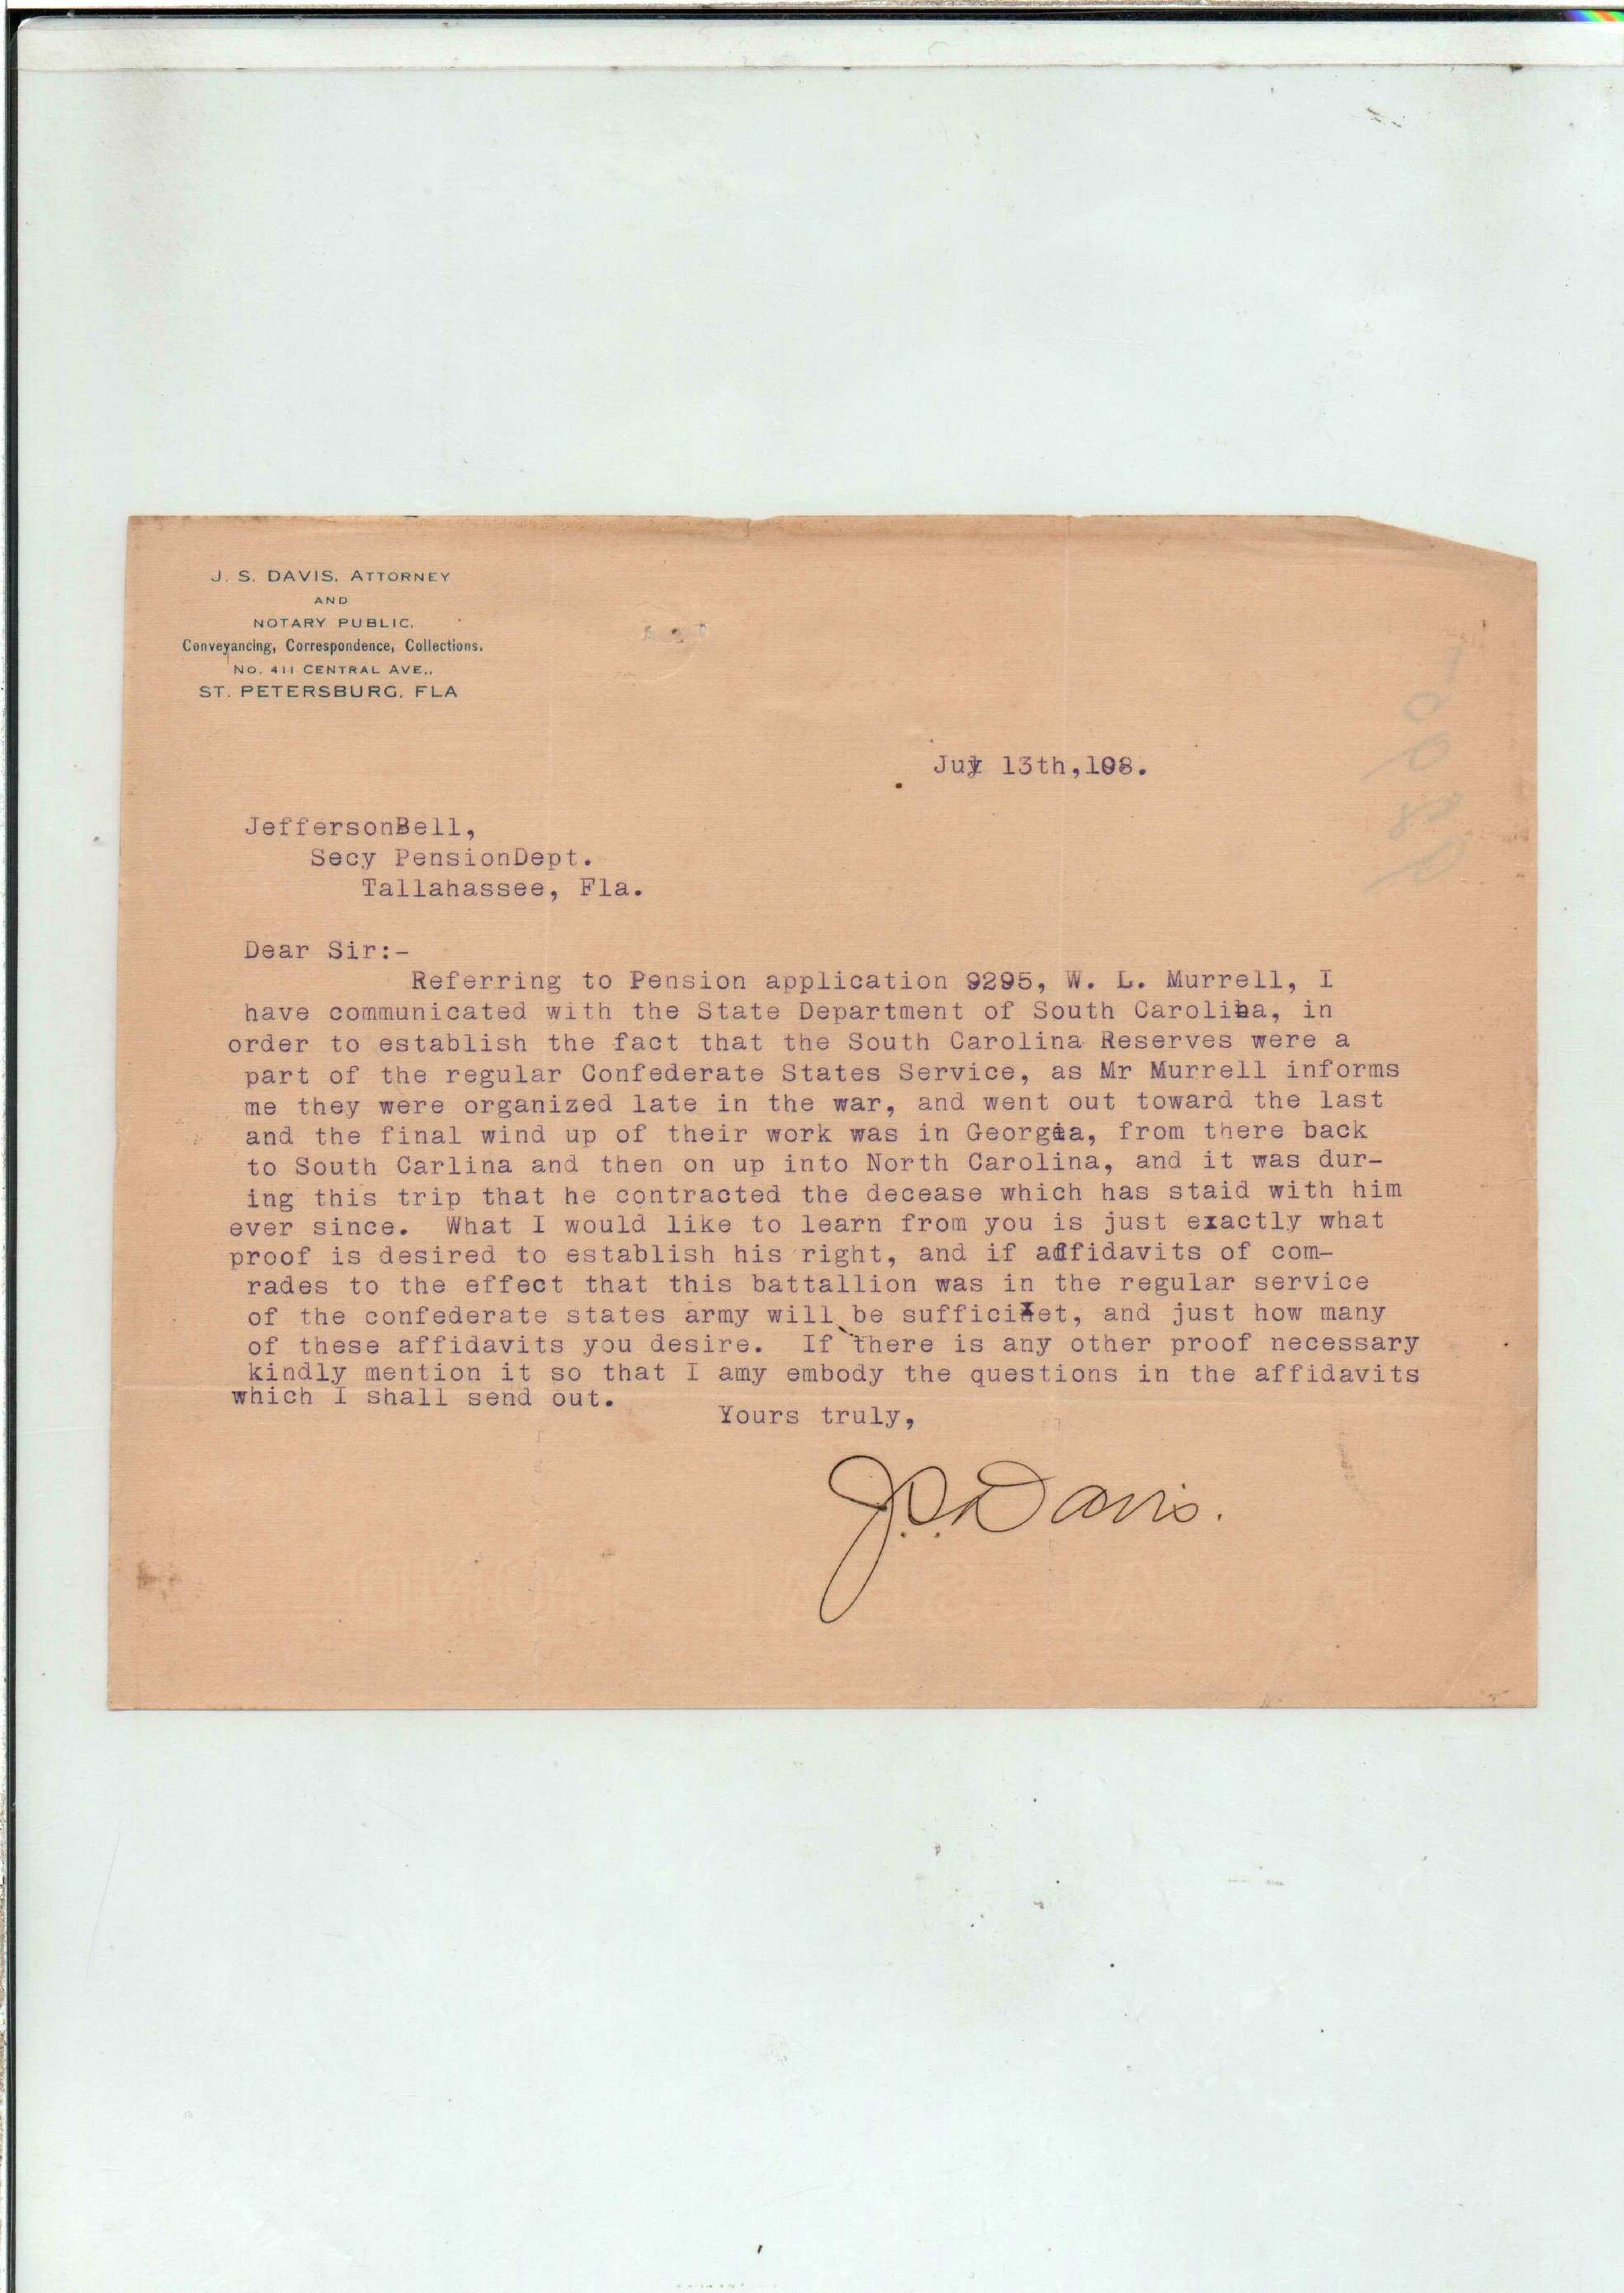 J. S. DAVIS, ATTORNEY
AND
NOTARY PUBLIC.
Conveyancing, Correspondence, Collections.
NO. 411 CENTRAL AVE.,
ST. PETERSBURG, FLA
July 13th, 198.
JeffersonBell,
Secy PensionDept.
Tallahassee, Fla.
Dear Sir:-
Referring to Pension application 9295, W. L. Murrell, I
have communicated with the State Department of South Carolina, in
order to establish the fact that the South Carolina Reserves were a
part of the regular Confederate States Service, as Mr Murrell informs
me they were organized late in the war, and went out toward the last
and the final wind up of their work was in Georgia, from there back
to South Carlina and then on up into North Carolina, and it was dur-
ing this trip that he contracted the decease which has staid with him
ever since. What I would like to learn from you is just exactly what
proof is desired to establish his right, and if affidavits of com-
rades to the effect that this battallion was in the regular service
of the confederate states army will be sufficiet, and just how many
of these affidavits you desire. If there is any other proof necessary
kindly mention it so that I amy embody the questions in the affidavits
which I shall send out.
Yours truly,
J.S. Davis.